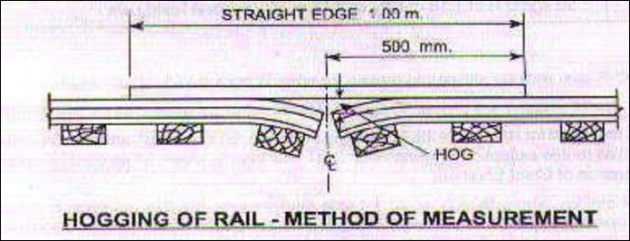 STRAIGHT EDGE 1.00 m.
500 mm.
HOG
℄
HOGGING OF RAIL - METHOD OF MEASUREMENT